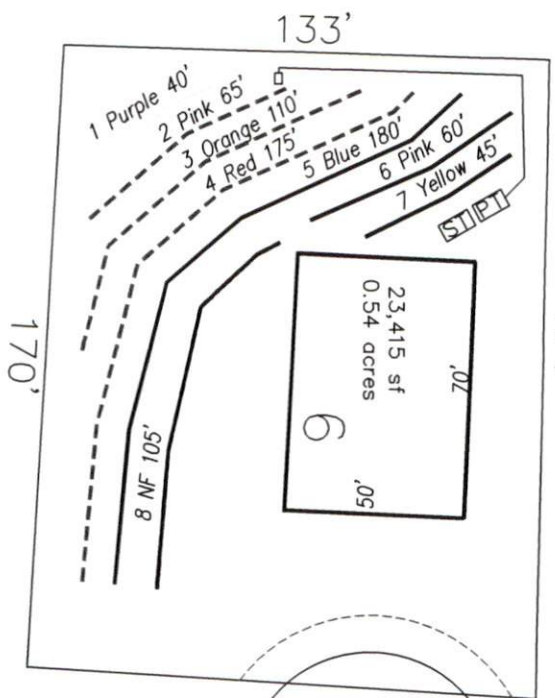 133'
1 Purple 40'
2 Pink 65'
3 Orange 110'
4 Red 175'
5 Blue 180'
6 Pink 60'
7 Yellow 45'
ST
PT
23,415 sf
0.54 acres
70'
6
50'
170'
8 NF 105'